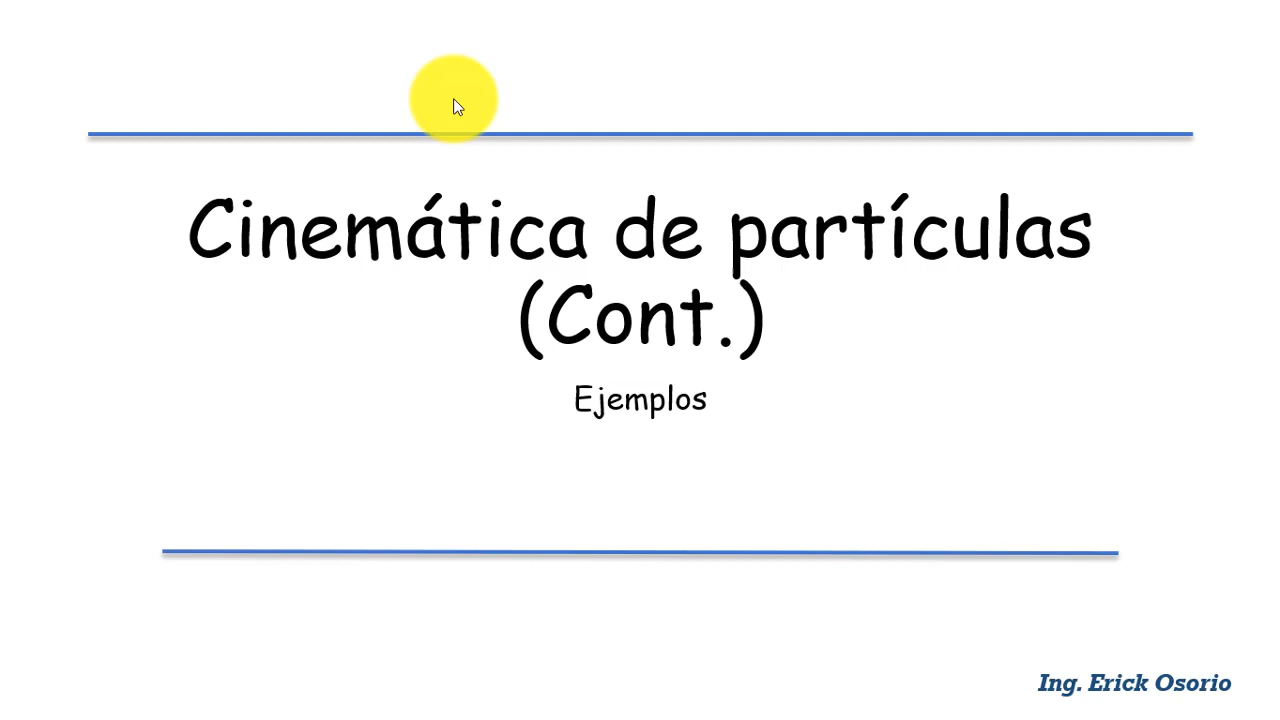 Cinemática de partículas
(Cont.)
Ejemplos
Ing. Erick Osorio